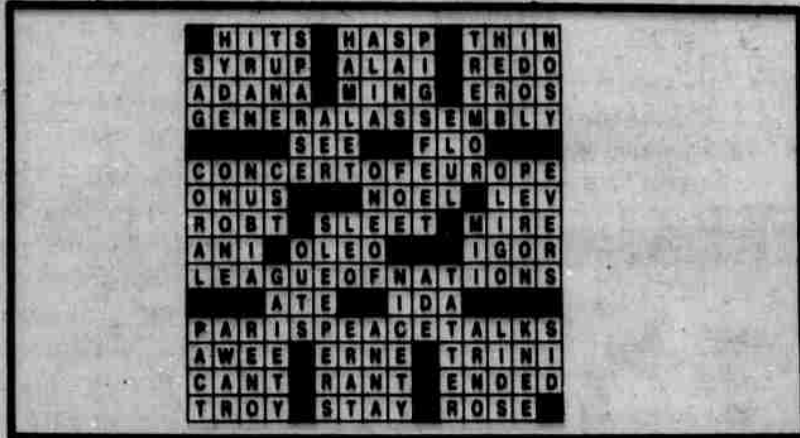 HITS HASP THIN
SYRUP ALAI REDO
ADANA MING EROS
GENERALASSEMBLY
SEE FLO
CONCERTOFEUROPE
ONUS NOEL LEV
ROBT SLEET MIRE
ANI OLEO IGOR
LEAGUEOFNATIONS
ATE IDA
PARISPEACETALKS
AWEE ERNE TRINI
CANT RANT ENDED
TROY STAY ROSE